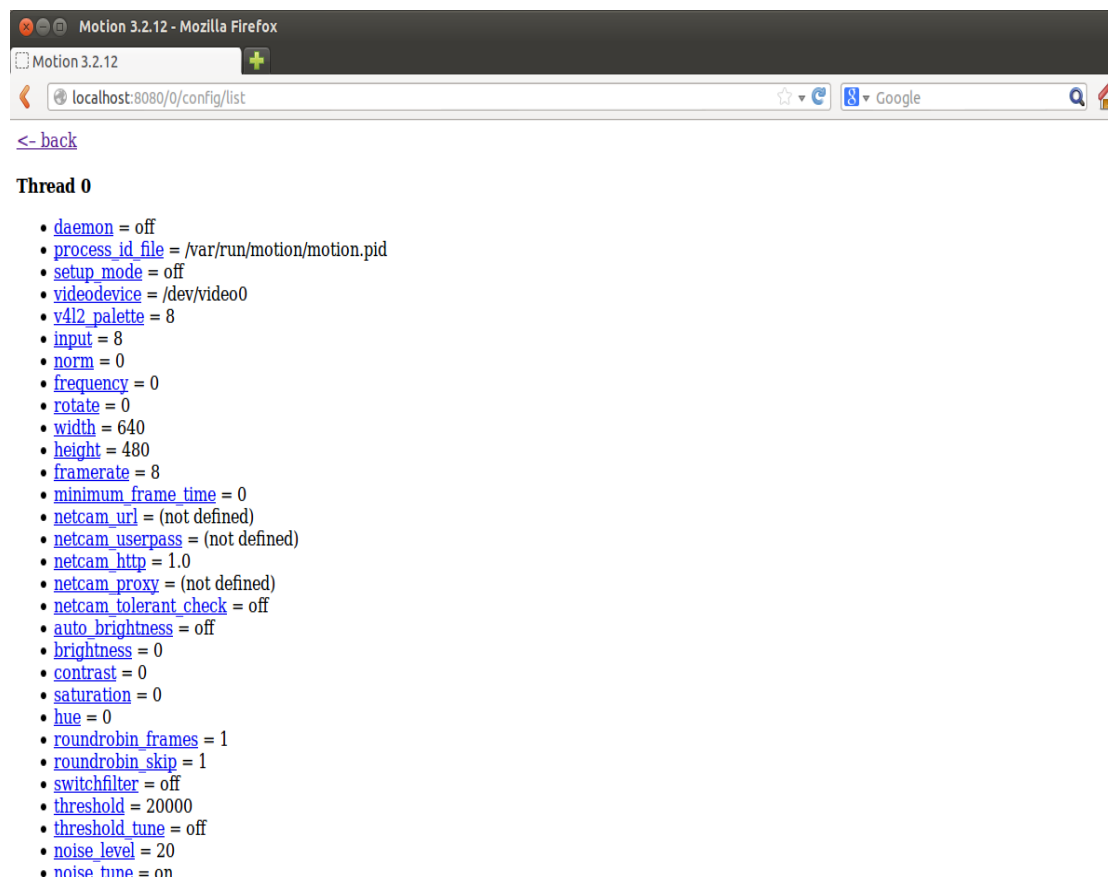 Motion 3.2.12 - Mozilla Firefox
Motion 3.2.12
localhost:8080/0/config/list
Google
<- back
Thread 0
• daemon = off
• process_id_file = /var/run/motion/motion.pid
• setup_mode = off
• videodevice = /dev/video0
• v4l2_palette = 8
• input = 8
• norm = 0
• frequency = 0
• rotate = 0
• width = 640
• height = 480
• framerate = 8
• minimum_frame_time = 0
• netcam_url = (not defined)
• netcam_userpass = (not defined)
• netcam_http = 1.0
• netcam_proxy = (not defined)
• netcam_tolerant_check = off
• auto_brightness = off
• brightness = 0
• contrast = 0
• saturation = 0
• hue = 0
• roundrobin_frames = 1
• roundrobin_skip = 1
• switchfilter = off
• threshold = 20000
• threshold_tune = off
• noise_level = 20
• noise_tune = on